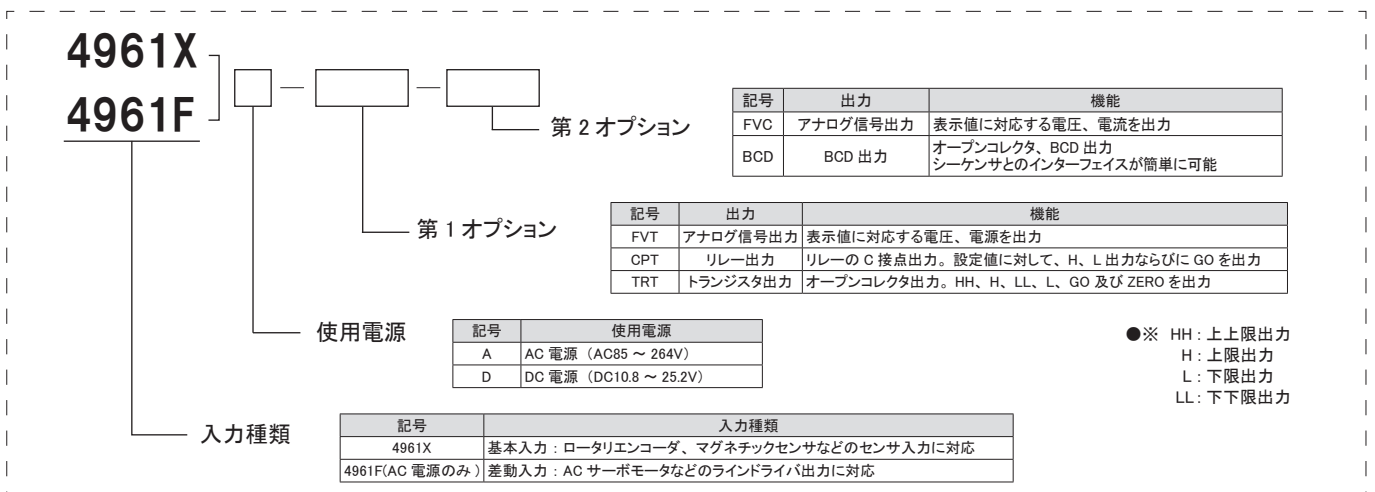 4961X
4961F
第 2 オプション
記号 出力 機能
FVC アナログ信号出力 表示値に対応する電圧、電流を出力
BCD BCD 出力 オープンコレクタ、BCD 出力
シーケンサとのインターフェイスが簡単に可能
第 1 オプション
記号 出力 機能
FVT アナログ信号出力 表示値に対応する電圧、電源を出力
CPT リレー出力 リレーの C 接点出力。設定値に対して、H、L 出力ならびに GO を出力
TRT トランジスタ出力 オープンコレクタ出力。HH、H、LL、L、GO 及び ZERO を出力
使用電源
記号 使用電源
A AC 電源（AC85 ～ 264V）
D DC 電源（DC10.8 ～ 25.2V）
●※ HH : 上上限出力
H : 上限出力
L : 下限出力
LL : 下下限出力
入力種類
記号 入力種類
4961X 基本入力 : ロータリエンコーダ、マグネチックセンサなどのセンサ入力に対応
4961F(AC 電源のみ ) 差動入力 : AC サーボモータなどのラインドライバ出力に対応